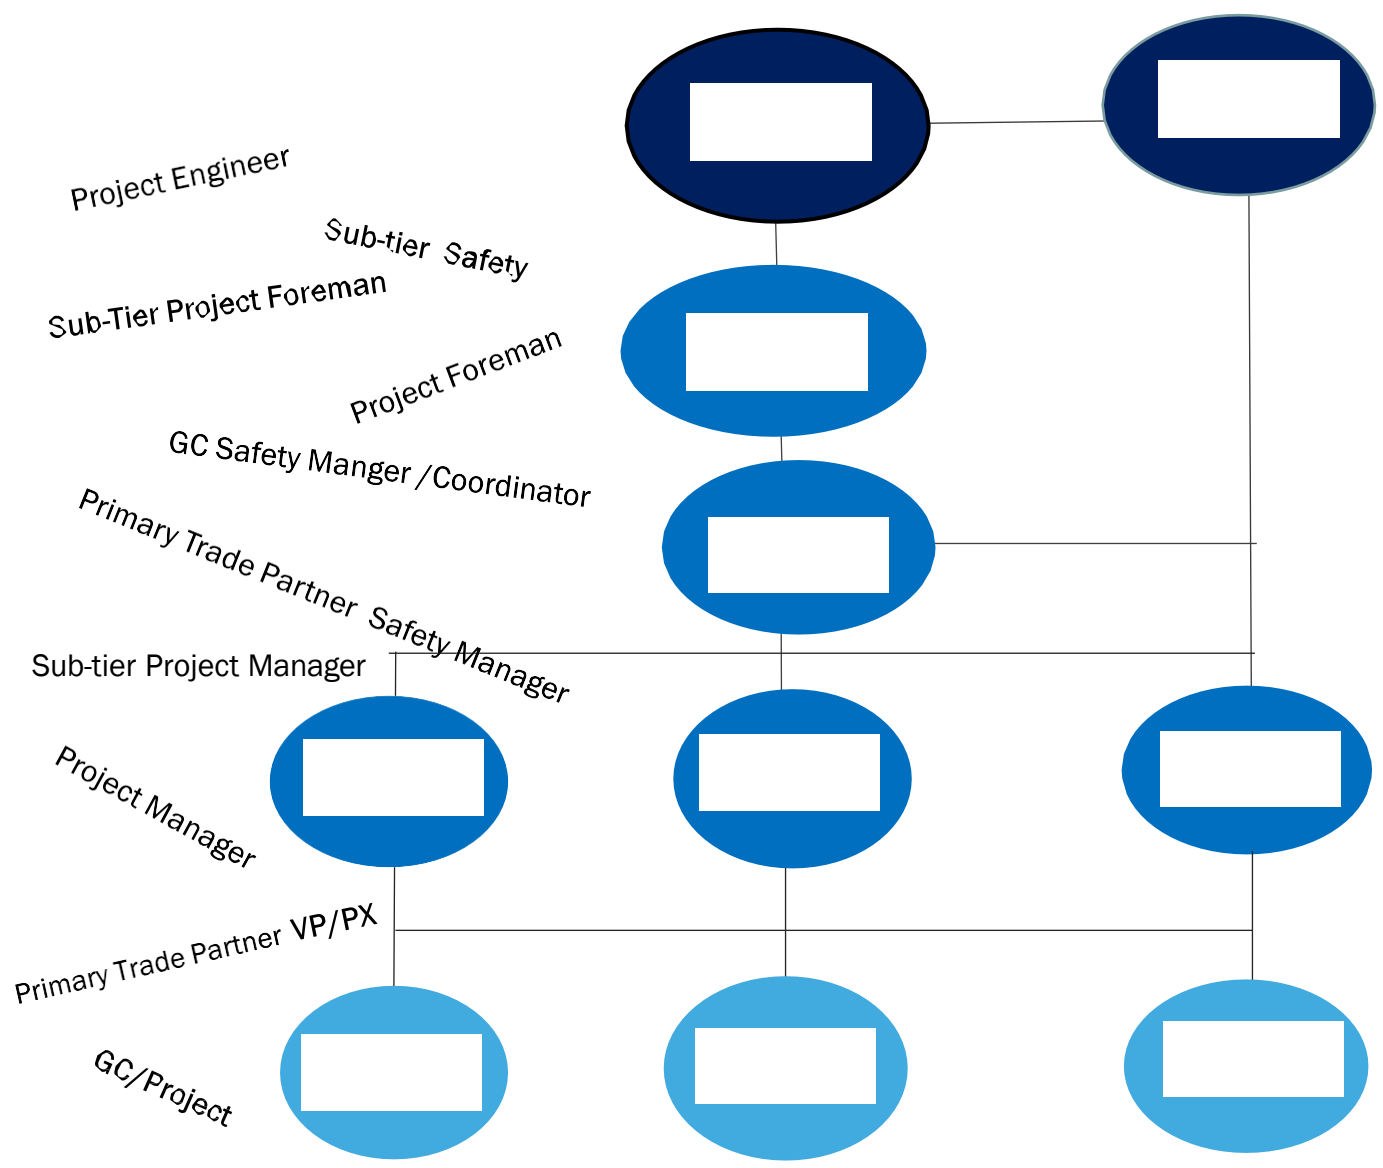 Project Engineer
Sub-tier Safety
Sub-Tier Project Foreman
Project Foreman
GC Safety Manger /Coordinator
Primary Trade Partner Safety Manager
Sub-tier Project Manager
Project Manager
Primary Trade Partner VP/PX
GC/Project